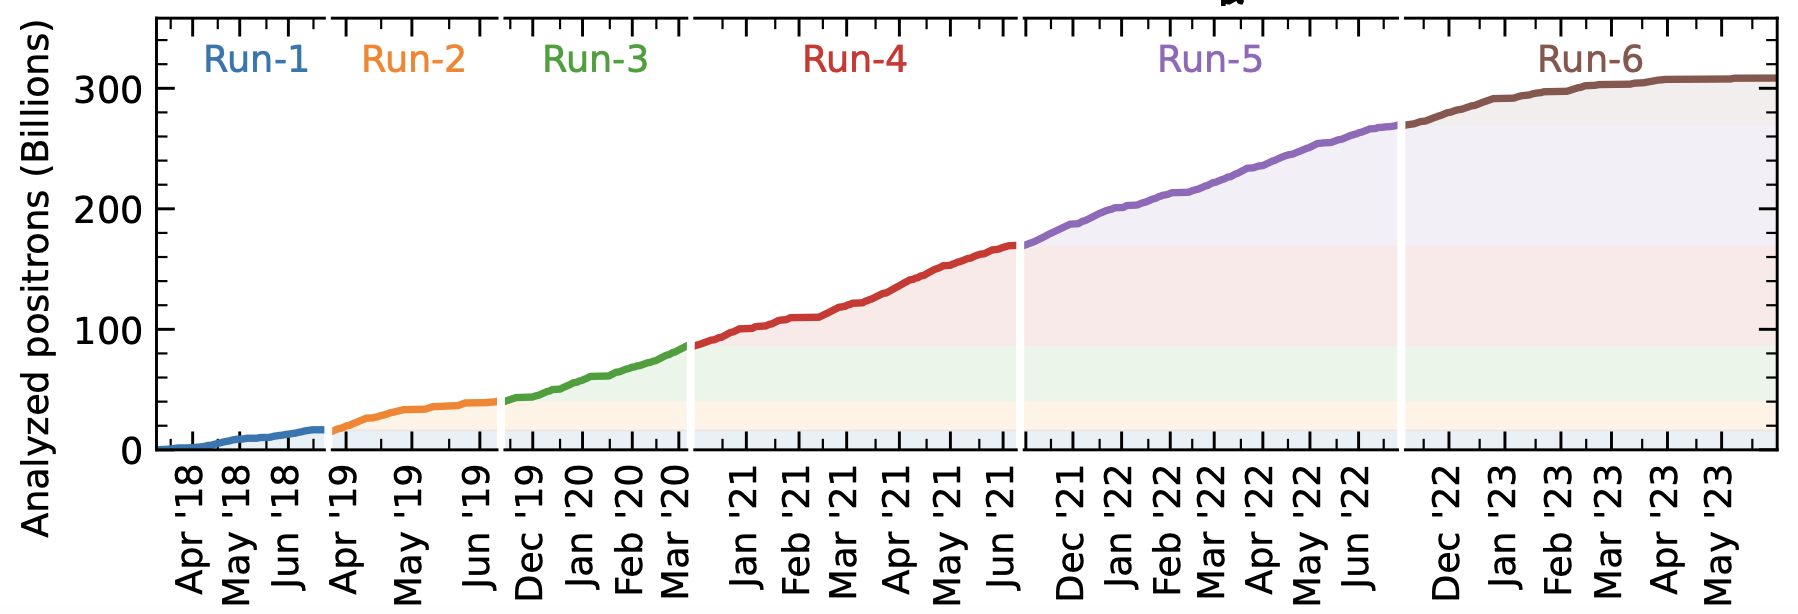 Analyzed positrons (Billions)
300
200
100
0
Run-1 Run-2 Run-3 Run-4 Run-5 Run-6
Apr '18 May '18 Jun '18 Apr '19 May '19 Jun '19 Dec '19 Jan '20 Feb '20 Mar '20 Jan '21 Feb '21 Mar '21 Apr '21 May '21 Jun '21 Dec '21 Jan '22 Feb '22 Mar '22 Apr '22 May '22 Jun '22 Dec '22 Jan '23 Feb '23 Mar '23 Apr '23 May '23